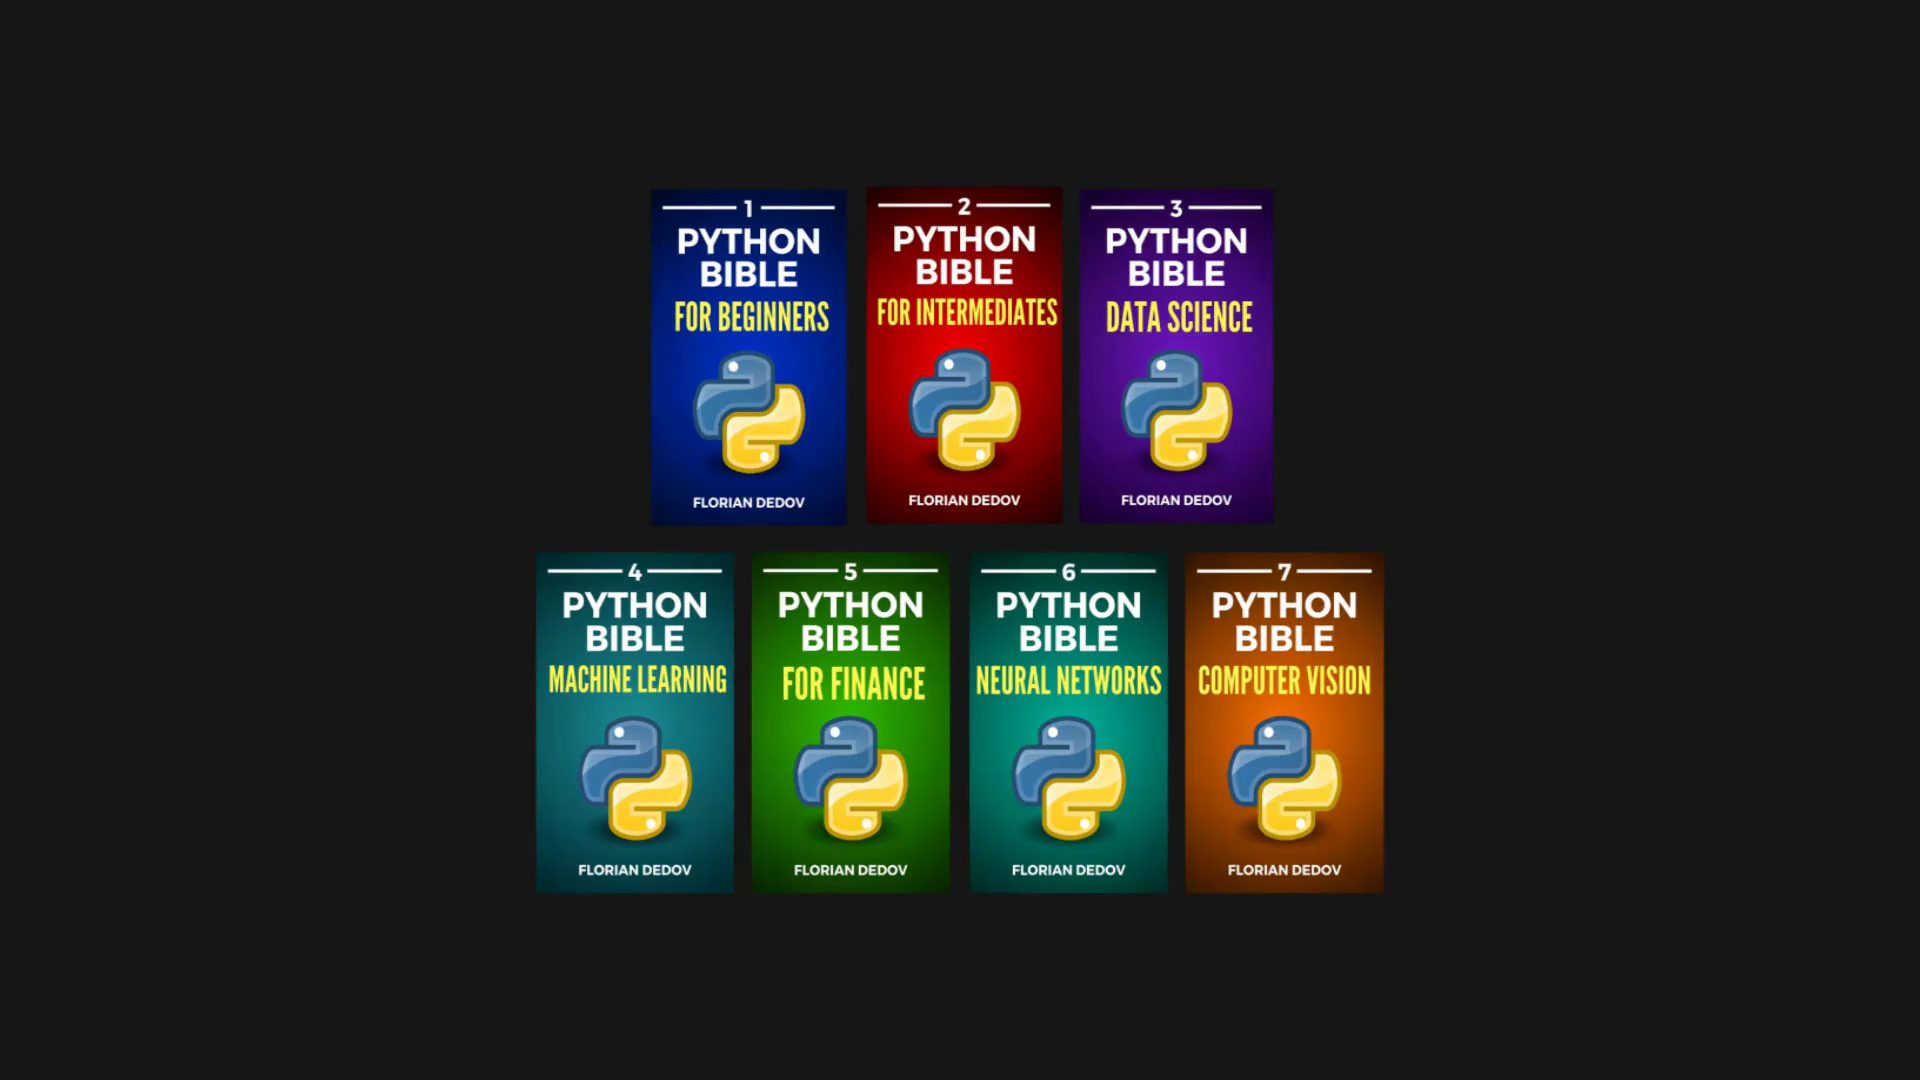 1
PYTHON
BIBLE
FOR BEGINNERS
FLORIAN DEDOV
2
PYTHON
BIBLE
FOR INTERMEDIATES
FLORIAN DEDOV
3
PYTHON
BIBLE
DATA SCIENCE
FLORIAN DEDOV
4
PYTHON
BIBLE
MACHINE LEARNING
FLORIAN DEDOV
5
PYTHON
BIBLE
FOR FINANCE
FLORIAN DEDOV
6
PYTHON
BIBLE
NEURAL NETWORKS
FLORIAN DEDOV
7
PYTHON
BIBLE
COMPUTER VISION
FLORIAN DEDOV